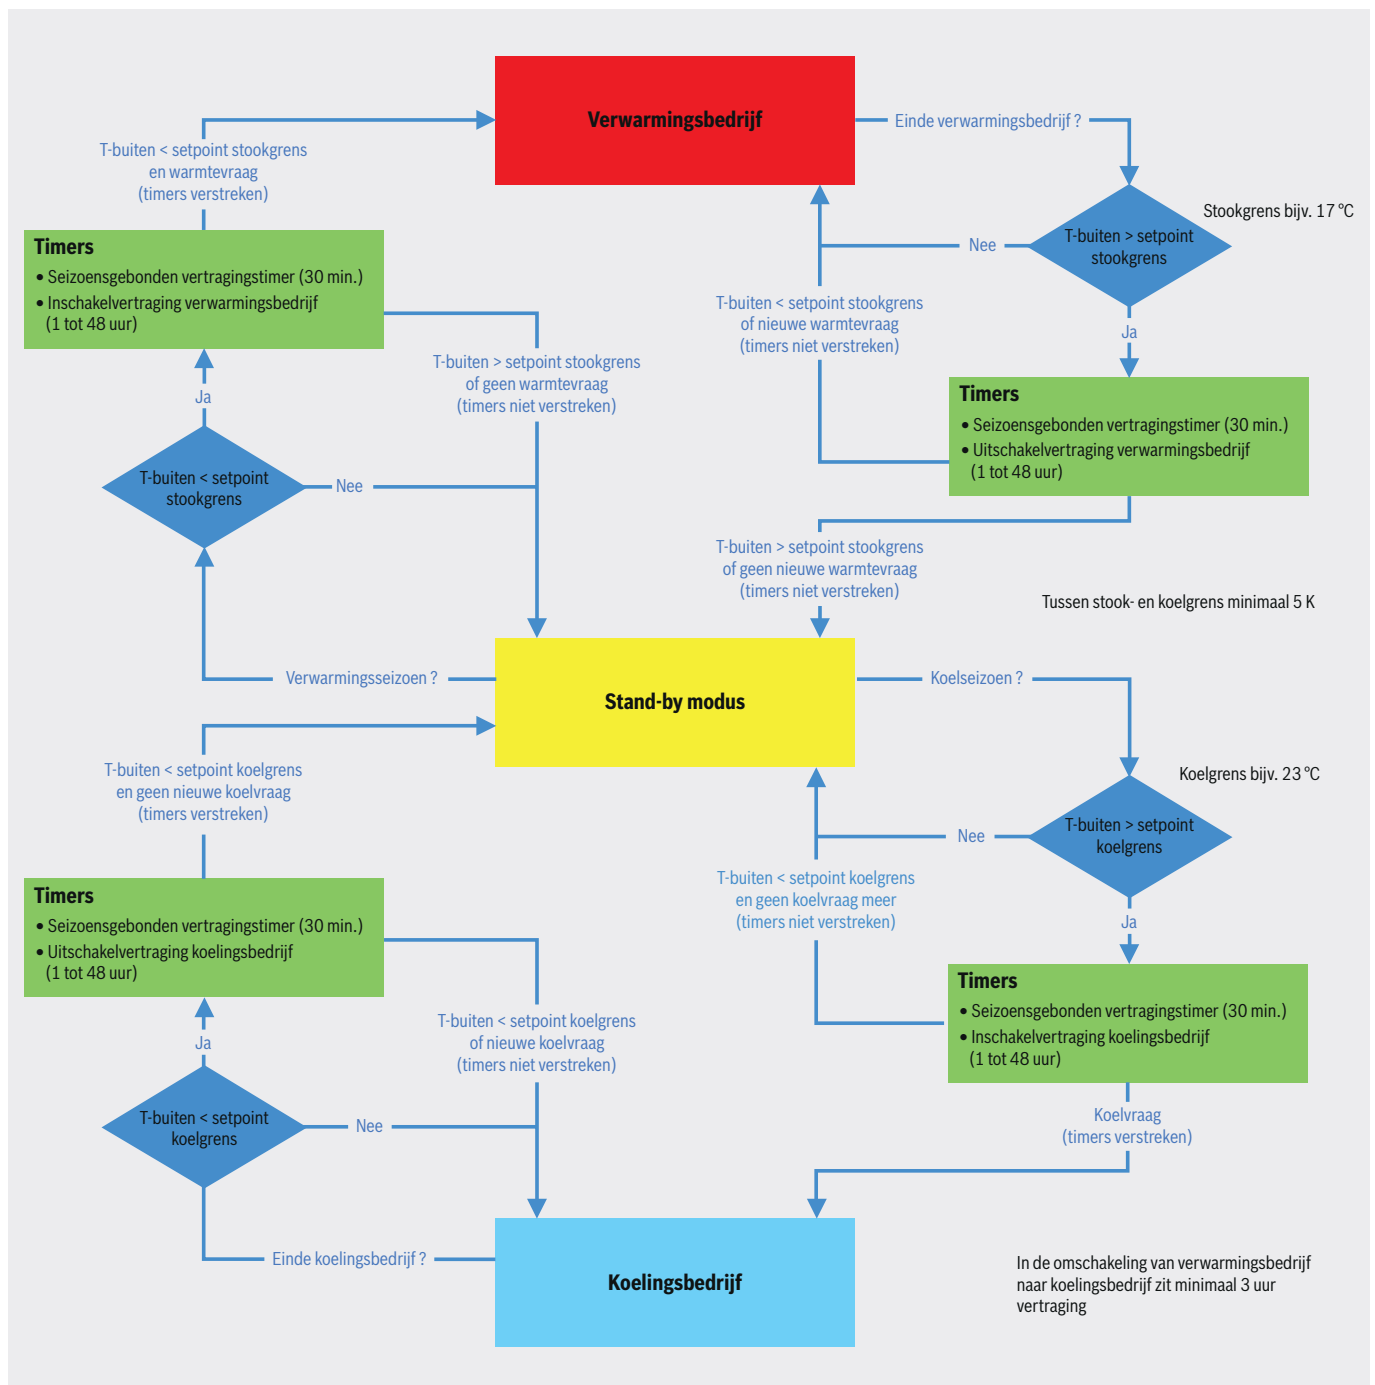 Verwarmingsbedrijf
Einde verwarmingsbedrijf ?
T-buiten < setpoint stookgrens
en warmtevraag
(timers verstreken)
Stookgrens bijv. 17 °C
T-buiten > setpoint
stookgrens
Nee
Timers
• Seizoensgebonden vertragingstimer (30 min.)
• Inschakelvertraging verwarmingsbedrijf
(1 tot 48 uur)
T-buiten < setpoint stookgrens
of nieuwe warmtevraag
(timers niet verstreken)
Ja
T-buiten > setpoint stookgrens
of geen warmtevraag
(timers niet verstreken)
Ja
Timers
• Seizoensgebonden vertragingstimer (30 min.)
• Uitschakelvertraging verwarmingsbedrijf
(1 tot 48 uur)
T-buiten < setpoint
stookgrens
Nee
T-buiten > setpoint stookgrens
of geen nieuwe warmtevraag
(timers niet verstreken)
Tussen stook- en koelgrens minimaal 5 K
Verwarmingsseizoen ?
Stand-by modus
Koelseizoen ?
T-buiten < setpoint koelgrens
en geen nieuwe koelvraag
(timers verstreken)
Koelgrens bijv. 23 °C
T-buiten > setpoint
koelgrens
Nee
Timers
• Seizoensgebonden vertragingstimer (30 min.)
• Uitschakelvertraging koelingsbedrijf
(1 tot 48 uur)
T-buiten < setpoint koelgrens
en geen koelvraag meer
(timers niet verstreken)
Ja
Timers
• Seizoensgebonden vertragingstimer (30 min.)
• Inschakelvertraging koelingsbedrijf
(1 tot 48 uur)
T-buiten < setpoint koelgrens
of nieuwe koelvraag
(timers niet verstreken)
Ja
T-buiten < setpoint
koelgrens
Nee
Koelvraag
(timers verstreken)
Einde koelingsbedrijf ?
Koelingsbedrijf
In de omschakeling van verwarmingsbedrijf
naar koelingsbedrijf zit minimaal 3 uur
vertraging